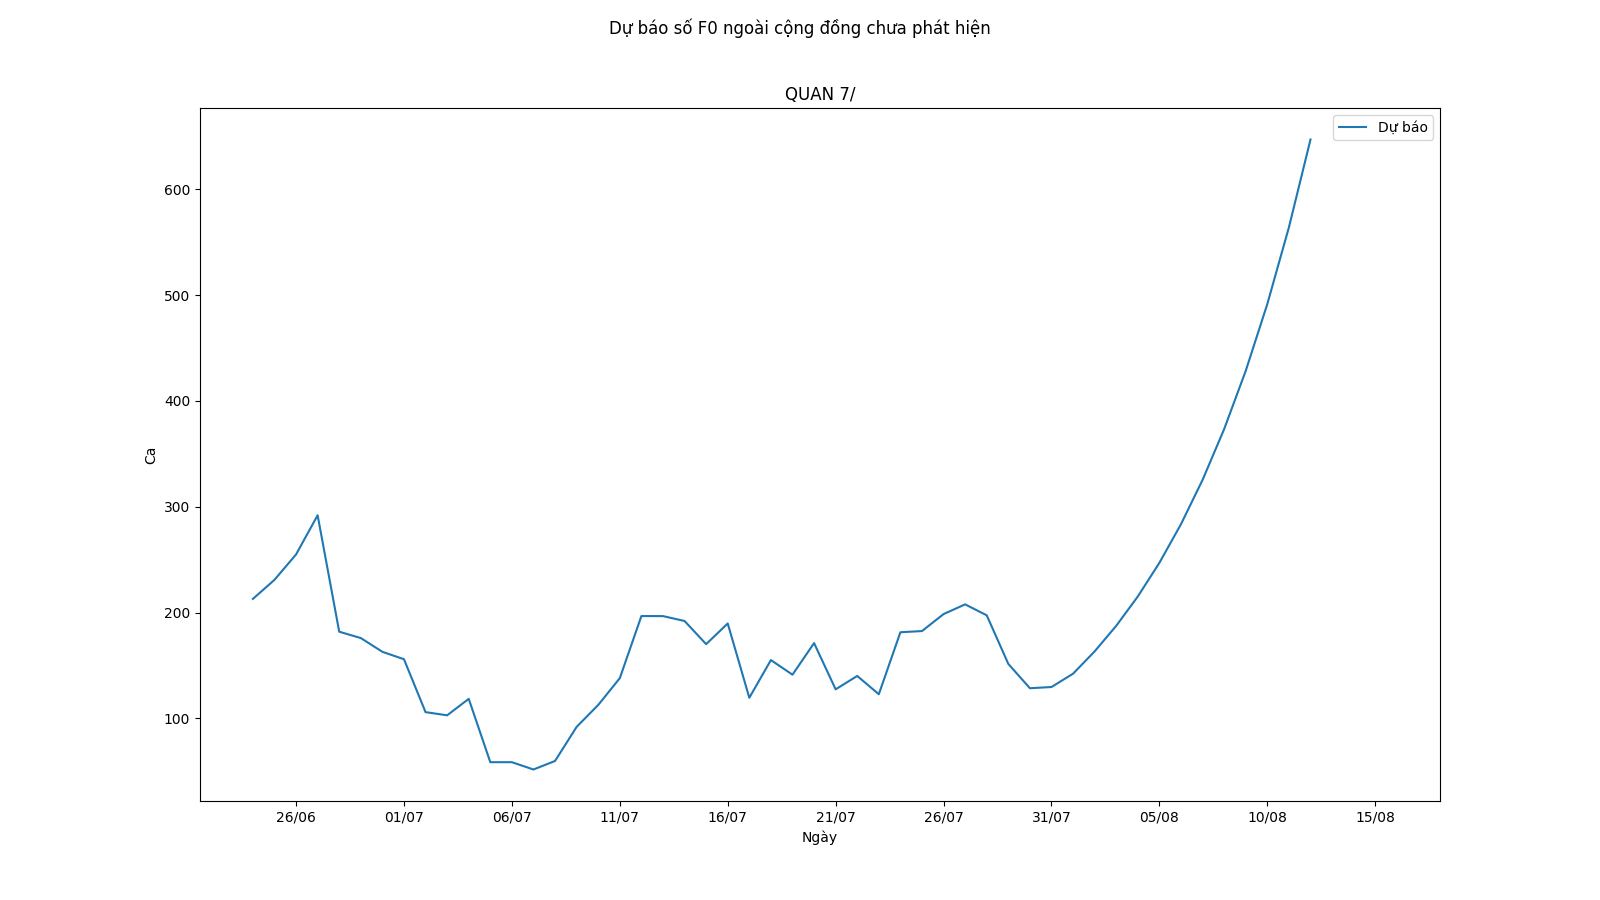 Dự báo số F0 ngoài cộng đồng chưa phát hiện
QUAN 7/
Dự báo
600
500
400
300
200
100
Ca
26/06 01/07 06/07 11/07 16/07 21/07 26/07 31/07 05/08 10/08 15/08
Ngày